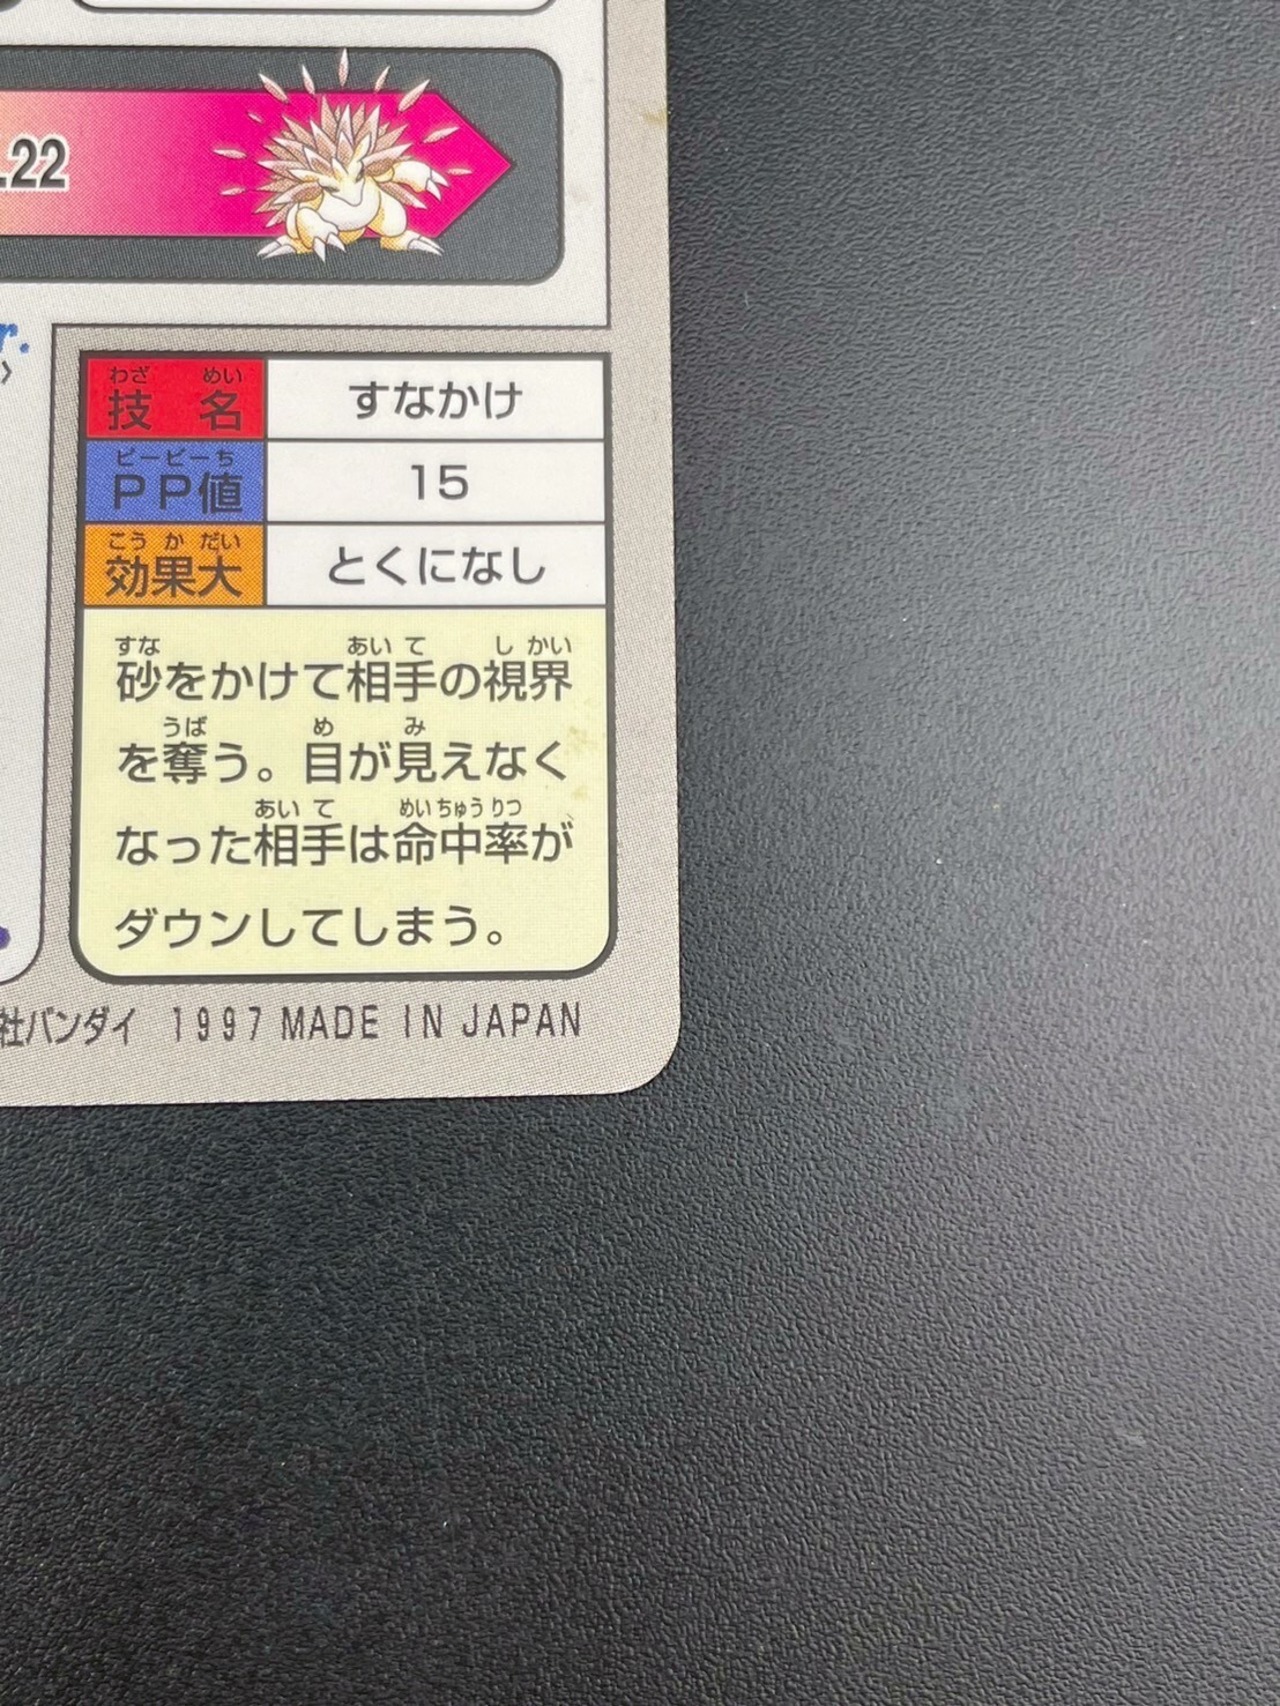 .22
r.
わざ めい
技 名 すなかけ
ピーピーち
PP値 15
こう か だい
効果大 とくになし
すな あい て し かい
砂をかけて相手の視界
うば め み
を奪う。目が見えなく
あい て めいちゅうりつ
なった相手は命中率が
ダウンしてしまう。
社バンダイ 1997 MADE IN JAPAN